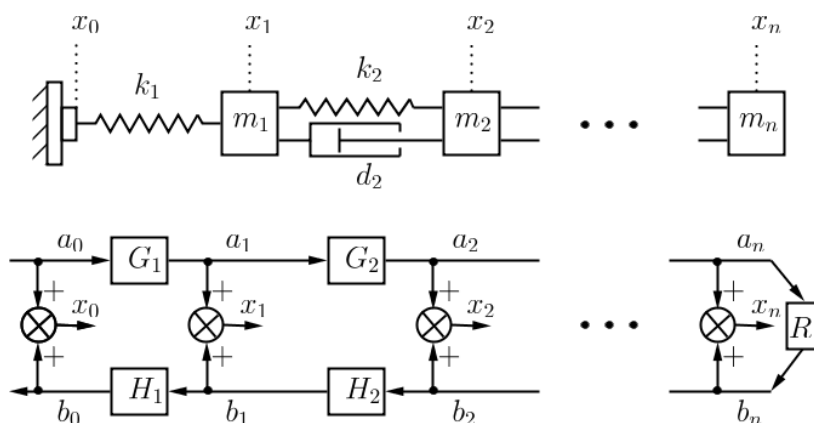 x₀ x₁ x₂ xₙ
k₁ k₂
m₁ m₂ mₙ
d₂
a₀ a₁ a₂ aₙ
G₁ G₂
+ + + +
x₀ x₁ x₂ xₙ R
+ + + +
H₁ H₂
b₀ b₁ b₂ bₙ